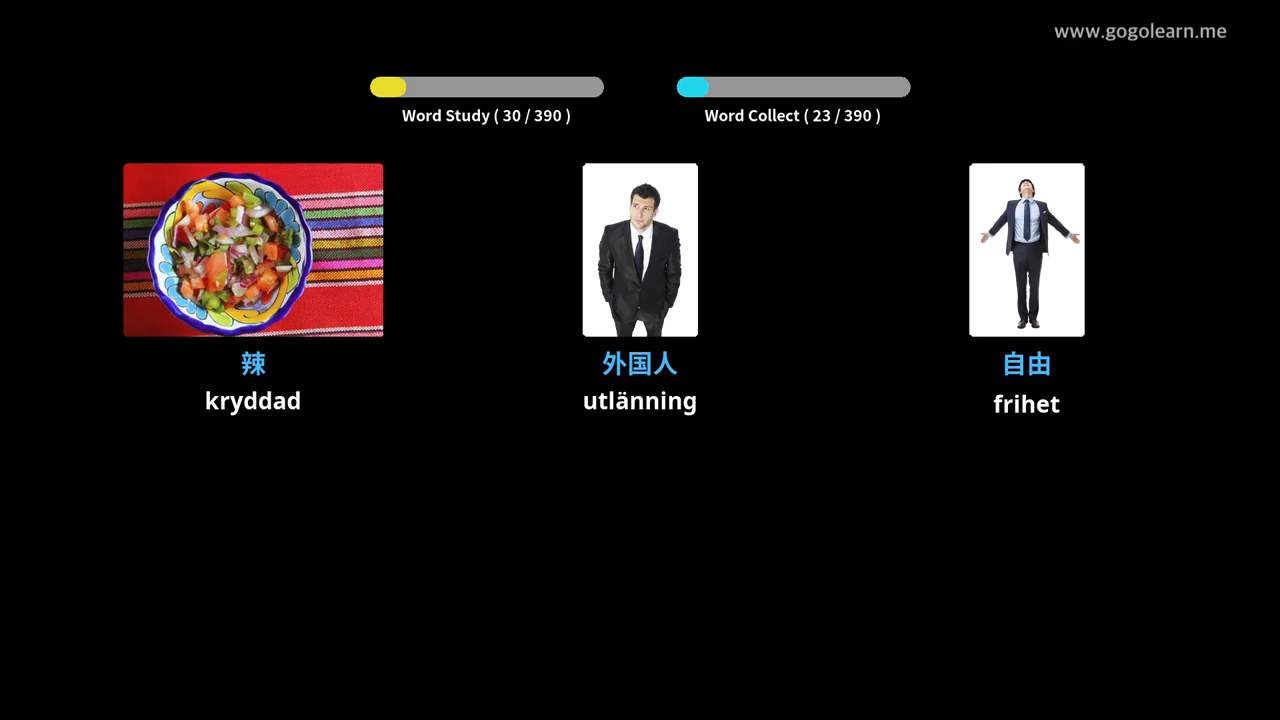 www.gogolearn.me
Word Study ( 30 / 390 )
Word Collect ( 23 / 390 )
辣
kryddad
外国人
utlänning
自由
frihet